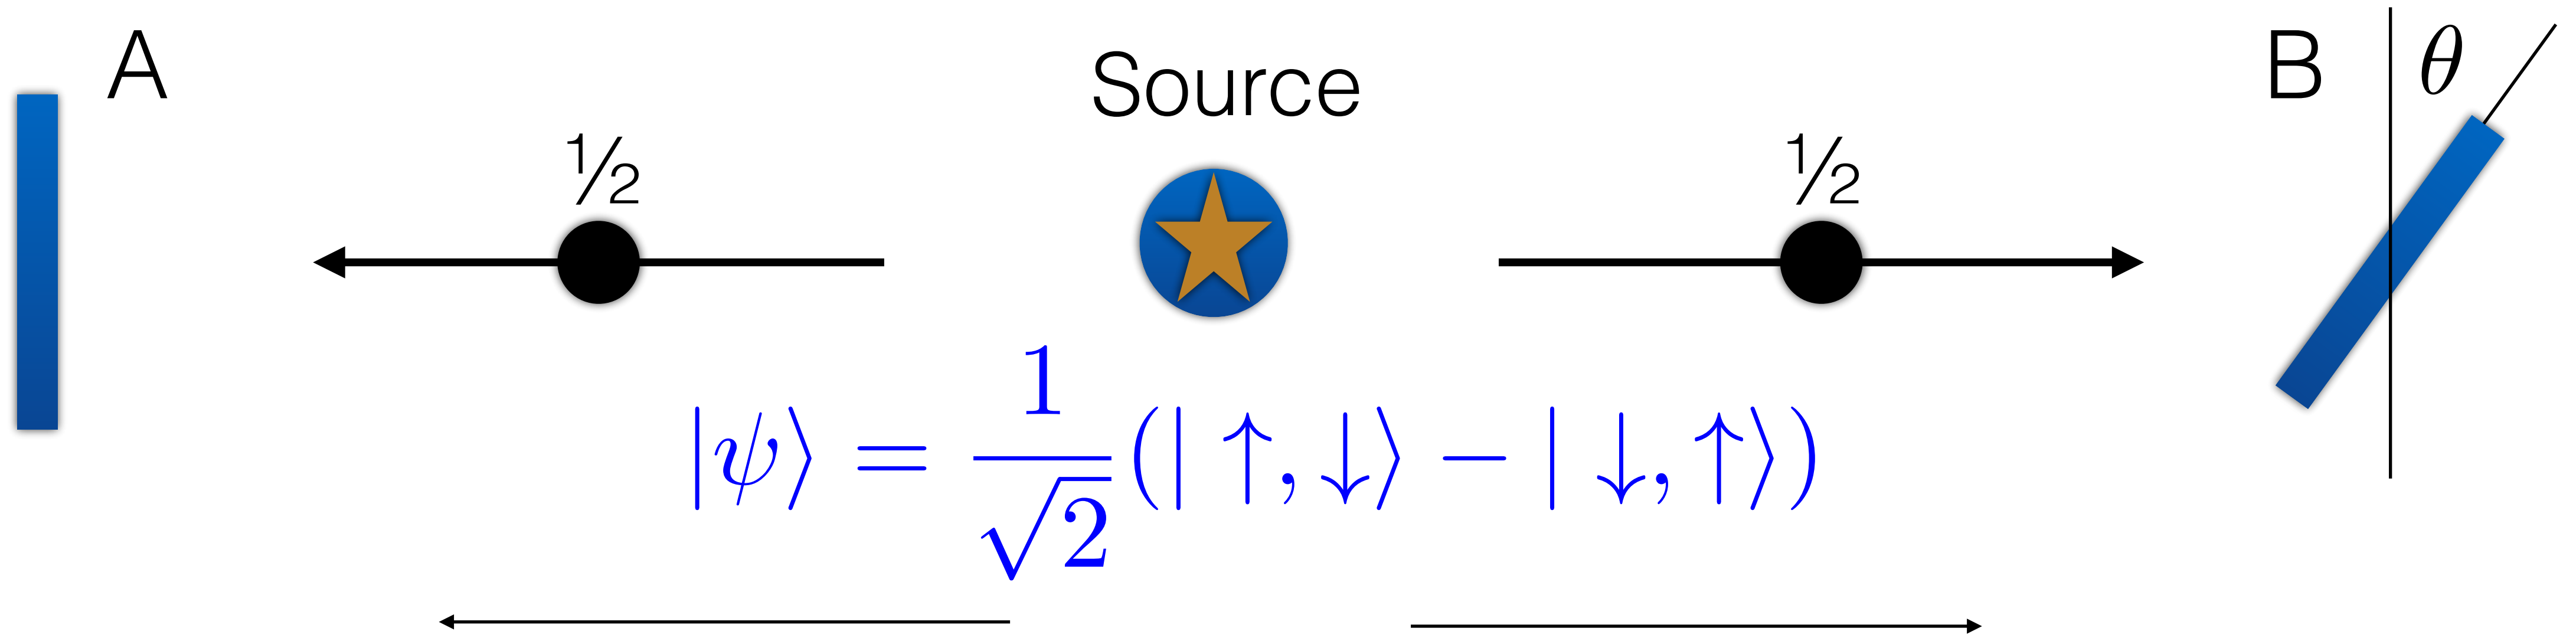 A Source B θ
½ ½
|ψ⟩ = 1/√2 (| ↑, ↓⟩ − | ↓, ↑⟩)